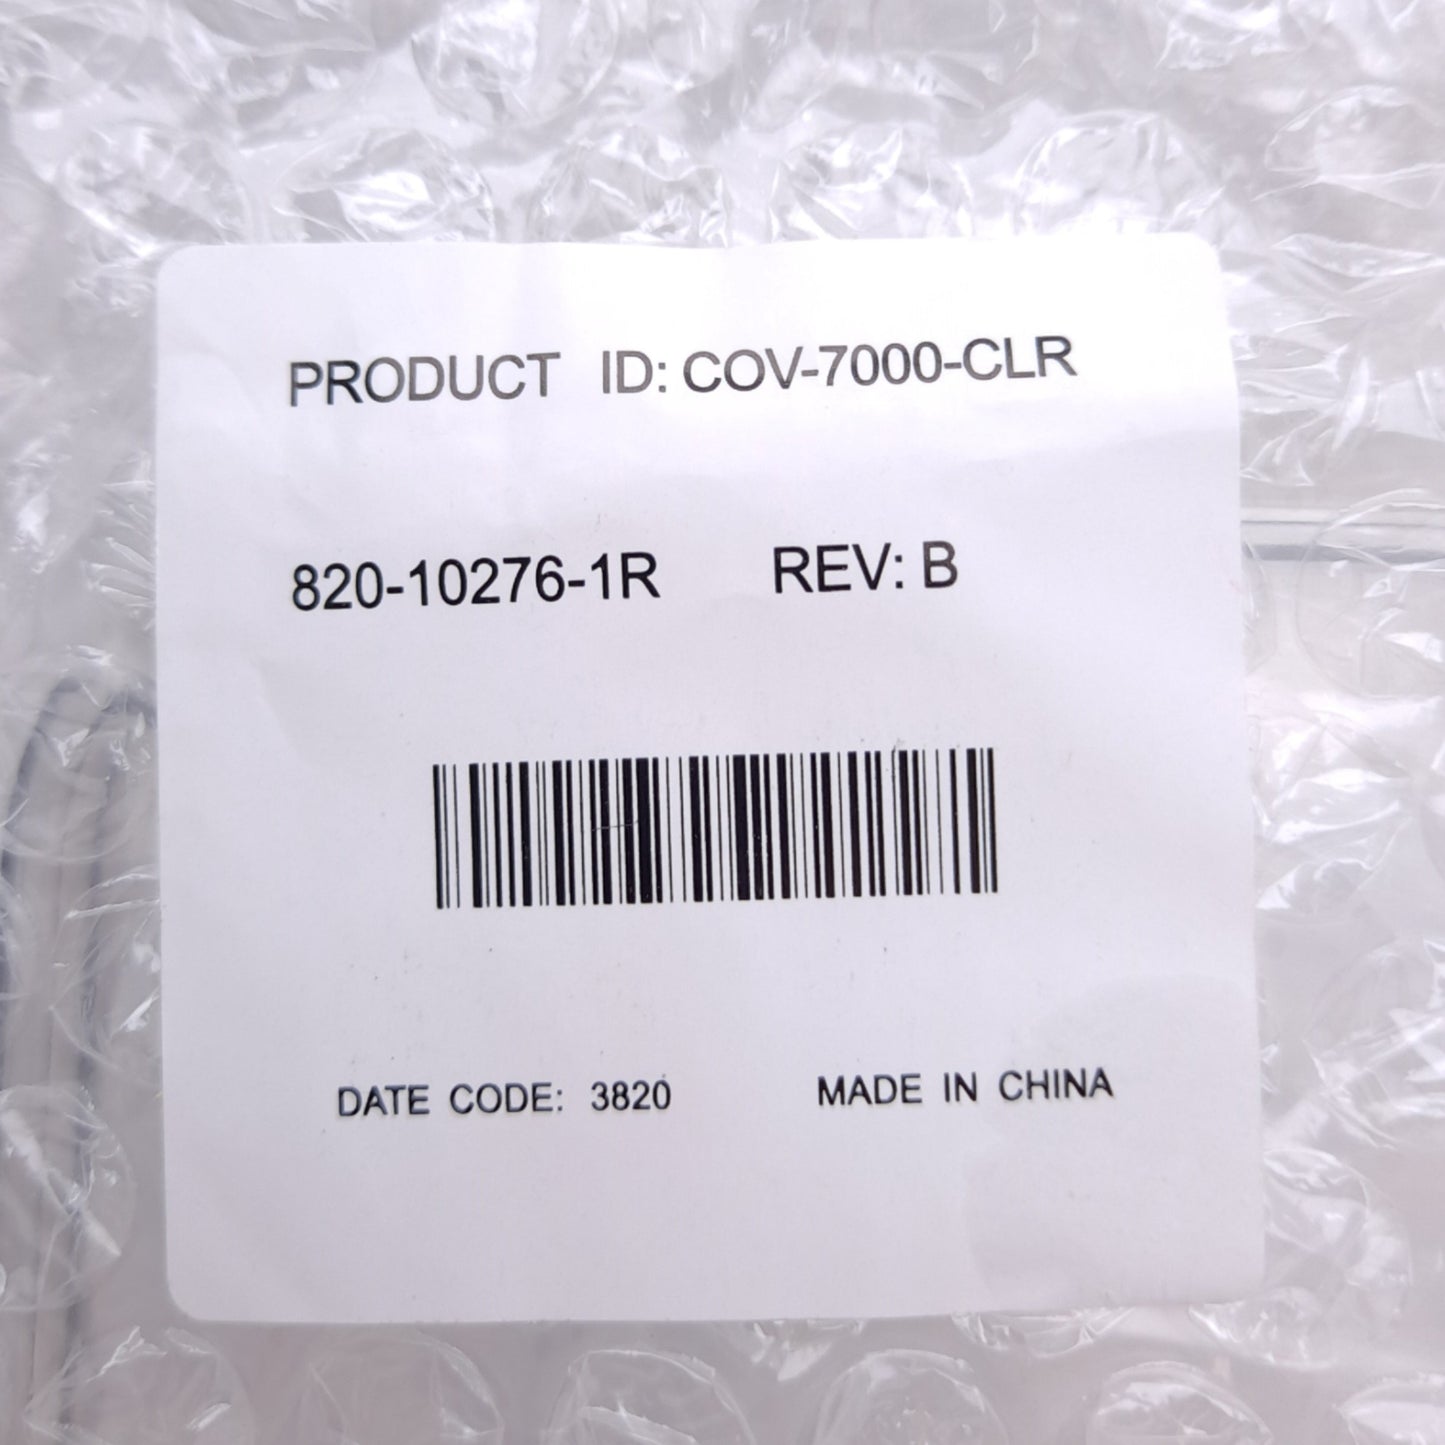 PRODUCT ID: COV-7000-CLR
820-10276-1R REV: B
DATE CODE: 3820 MADE IN CHINA